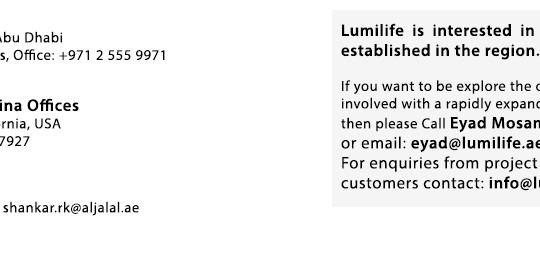 Abu Dhabi
s, Office: +971 2 555 9971
ina Offices
ornia, USA
7927
shankar.rk@aljalal.ae
Lumilife is interested in
established in the region.
If you want to be explore the
involved with a rapidly expand
then please Call Eyad Mosan
or email: eyad@lumilife.ae
For enquiries from project
customers contact: info@l